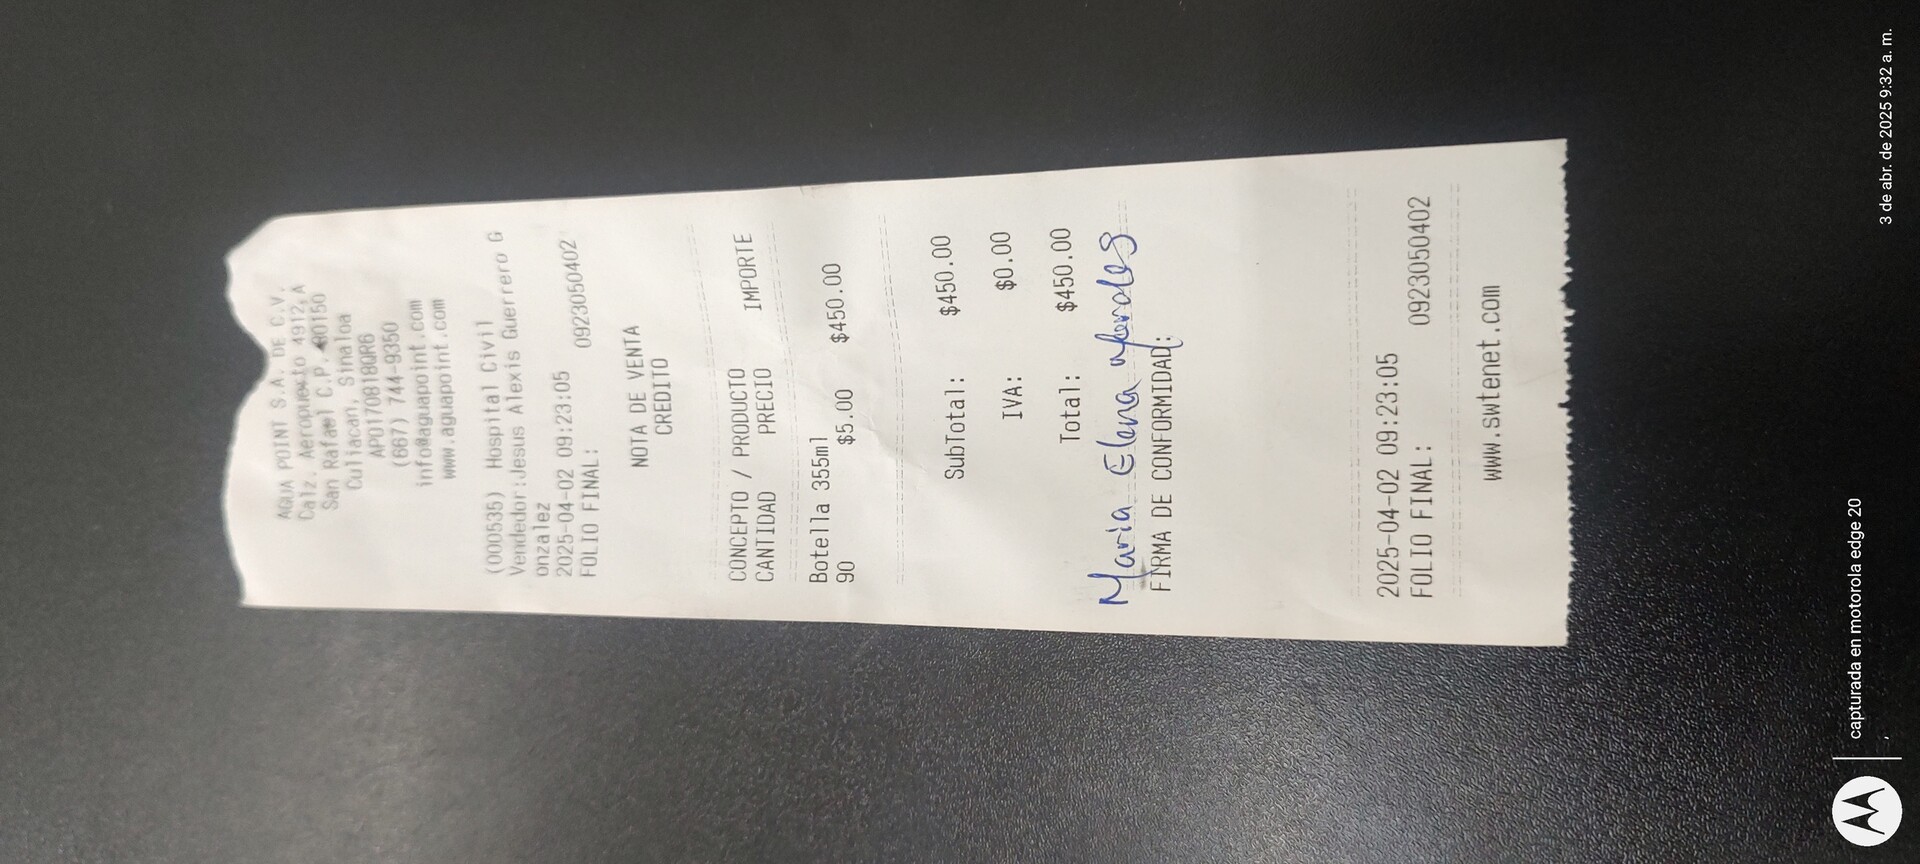 AGUA POINT S.A. DE C.V.
Calz. Aeropuerto 4912,A
San Rafael C.P. 80150
Culiacan, Sinaloa
APO170818QR6
(667) 744-9350
info@aguapoint.com
www.aguapoint.com
(000535) Hospital Civil
Vendedor:Jesus Alexis Guerrero G
onzalez
2025-04-02 09:23:05
FOLIO FINAL: 0923050402
NOTA DE VENTA
CREDITO
CONCEPTO / PRODUCTO
CANTIDAD PRECIO IMPORTE
Botella 355ml
90 $5.00 $450.00
SubTotal: $450.00
IVA: $0.00
Total: $450.00
Maria Elena
FIRMA DE CONFORMIDAD:
2025-04-02 09:23:05
FOLIO FINAL: 0923050402
www.swtenet.com
capturada en motorola edge 20
3 de abr. de 2025 9:32 a. m.